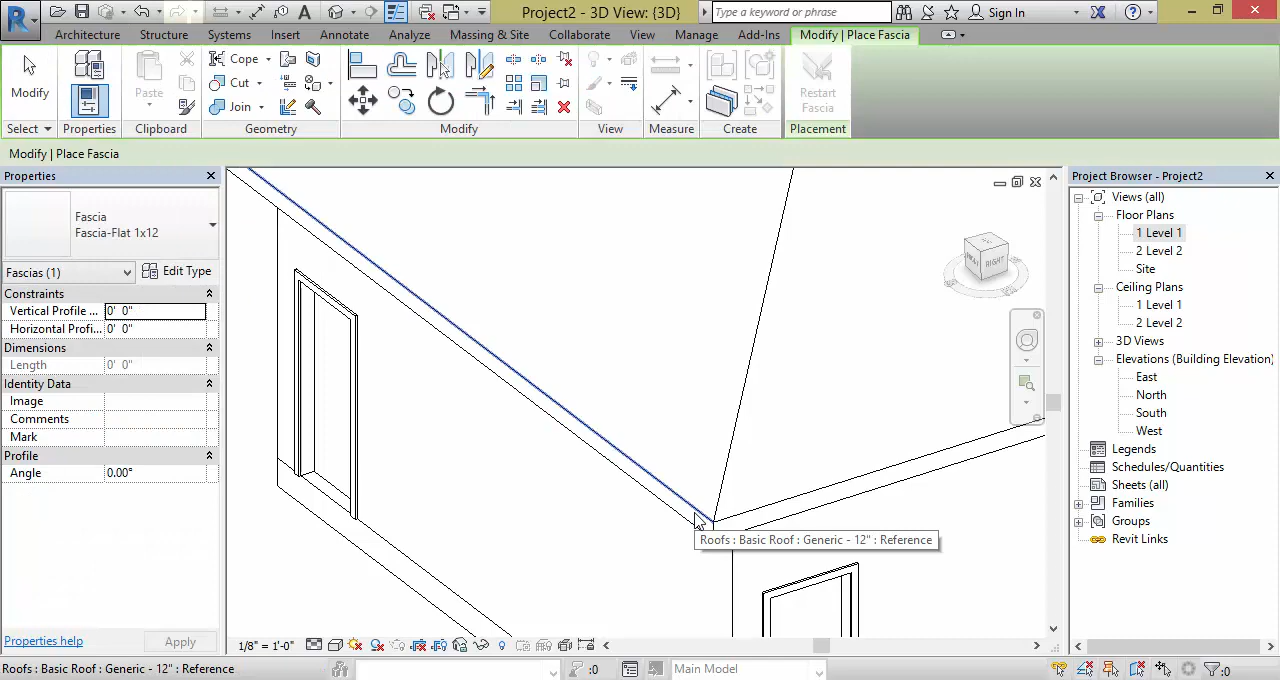 Project2 - 3D View: {3D}
Type a keyword or phrase
Sign In
Architecture
Structure
Systems
Insert
Annotate
Analyze
Massing & Site
Collaborate
View
Manage
Add-Ins
Modify | Place Fascia
Modify
Paste
Cope
Cut
Join
Restart
Fascia
Select
Properties
Clipboard
Geometry
Modify
View
Measure
Create
Placement
Modify | Place Fascia
Properties
Fascia
Fascia-Flat 1x12
Fascias (1)
Edit Type
Constraints
Vertical Profile ...
0'  0"
Horizontal Profi...
0'  0"
Dimensions
Length
0'  0"
Identity Data
Image
Comments
Mark
Profile
Angle
0.00°
Properties help
Apply
RIGHT
Roofs : Basic Roof : Generic - 12" : Reference
1/8" = 1'-0"
Project Browser - Project2
Views (all)
Floor Plans
1 Level 1
2 Level 2
Site
Ceiling Plans
1 Level 1
2 Level 2
3D Views
Elevations (Building Elevation)
East
North
South
West
Legends
Schedules/Quantities
Sheets (all)
Families
Groups
Revit Links
Roofs : Basic Roof : Generic - 12" : Reference
:0
Main Model
:0